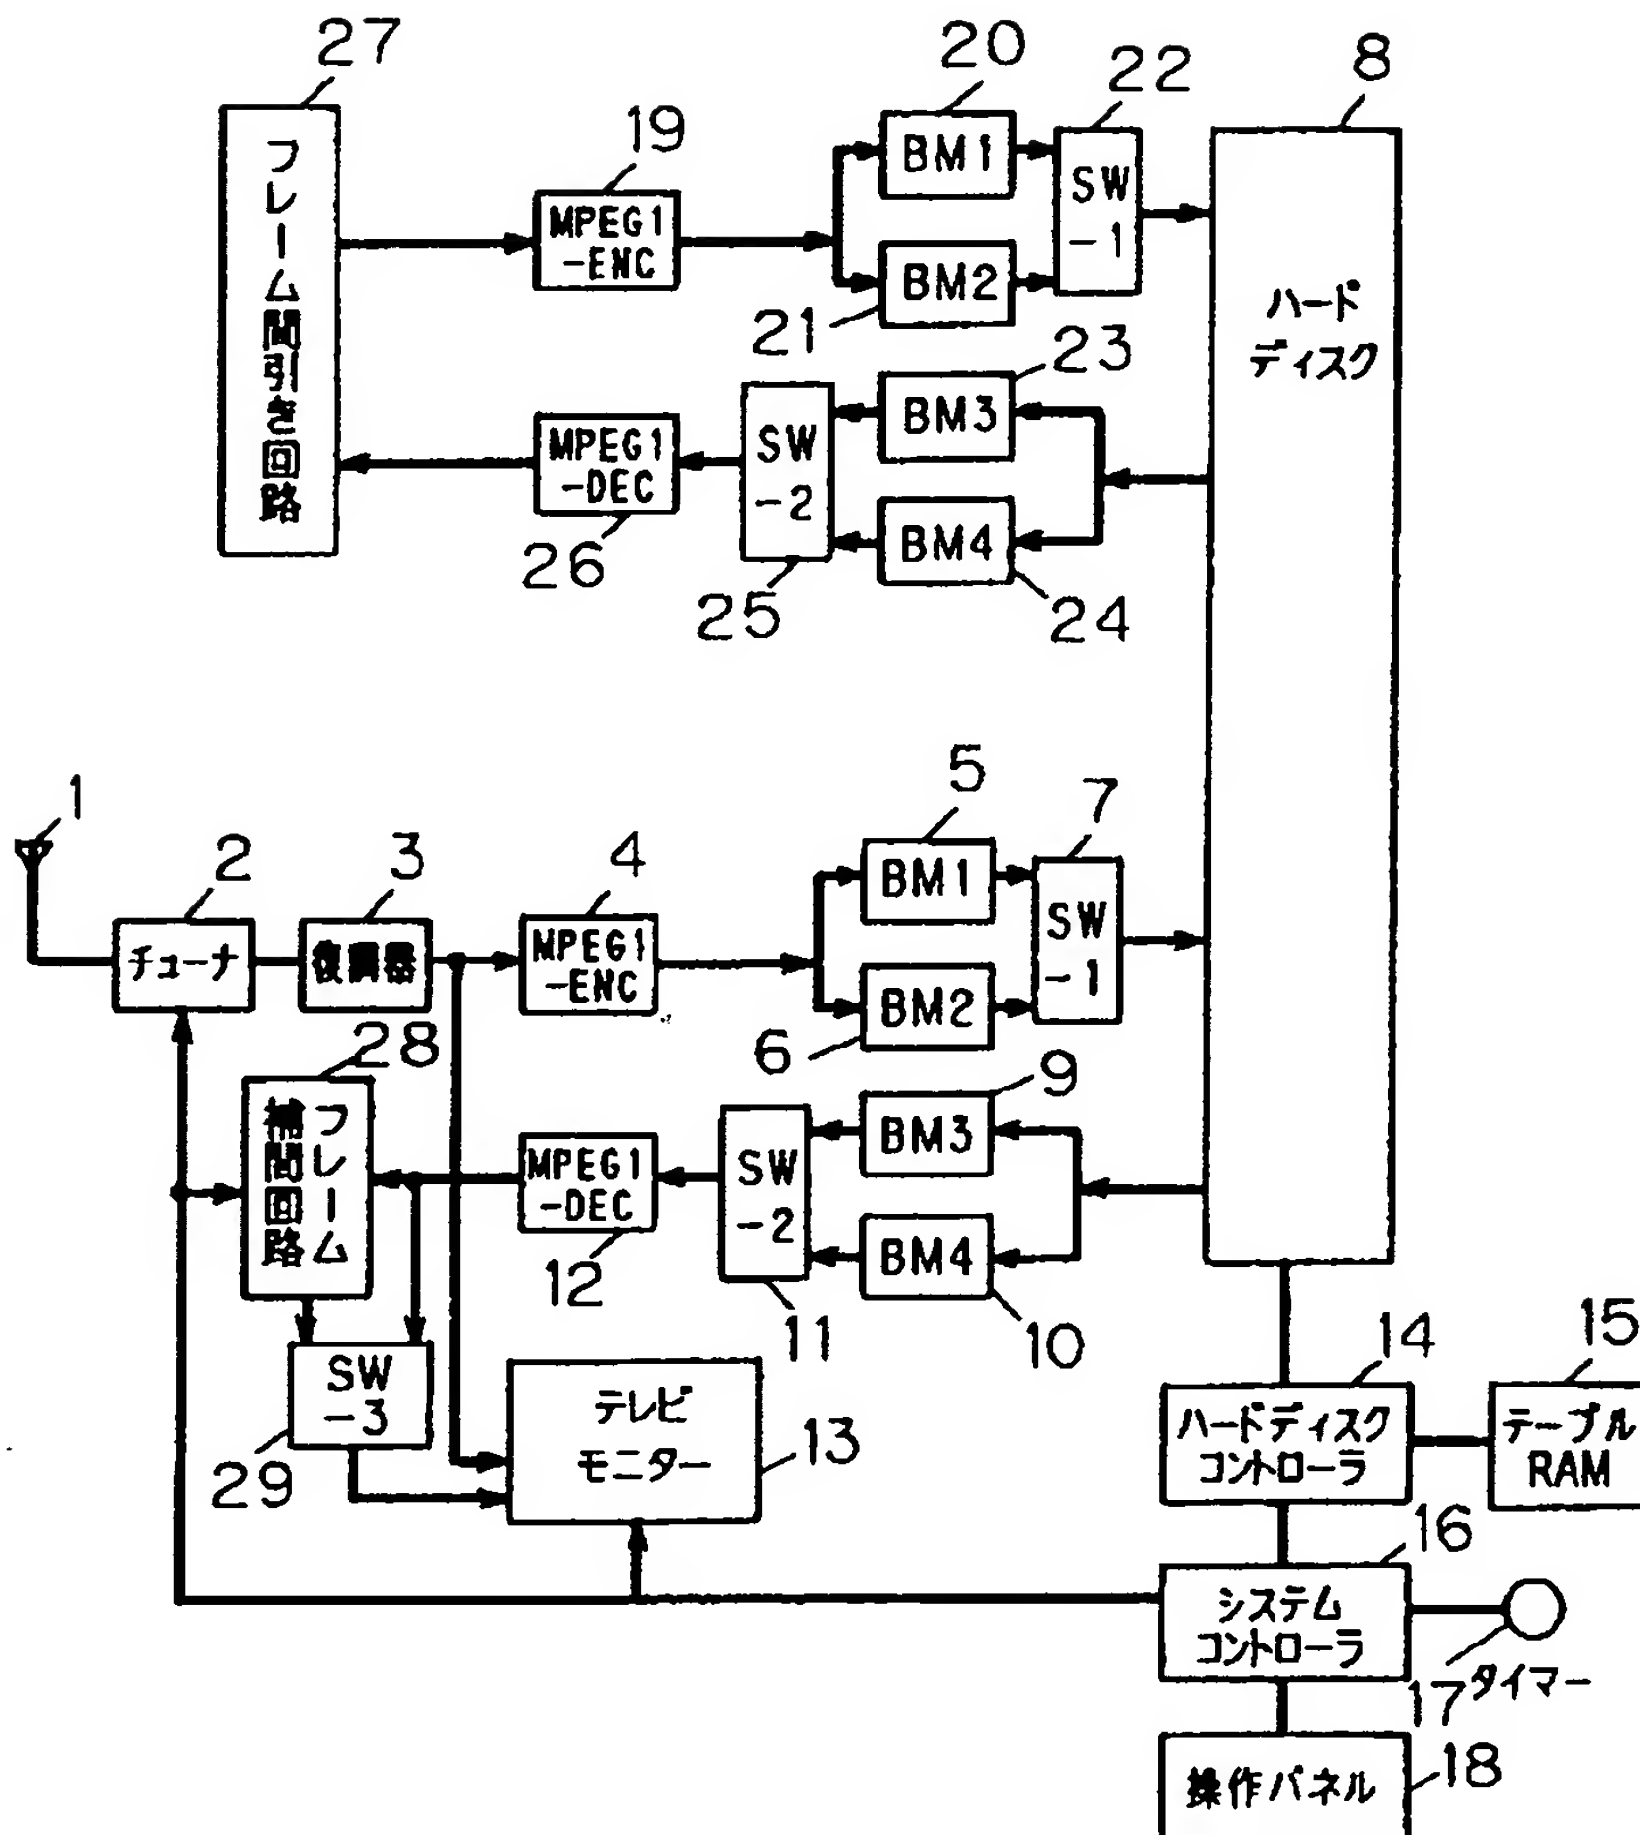 27
20
22
8
19
フレーム間引き回路
MPEG1
-ENC
BM1
SW
-1
BM2
21
23
ハード
ディスク
MPEG1
-DEC
SW
-2
BM3
BM4
26
25
24
1
2
3
4
5
7
チューナ
復調器
MPEG1
-ENC
BM1
SW
-1
BM2
6
28
9
フレーム
補間回路
MPEG1
-DEC
SW
-2
BM3
BM4
12
11
10
14
15
SW
-3
29
テレビ
モニター
13
ハードディスク
コントローラ
テーブル
RAM
16
システム
コントローラ
17
タイマー
操作パネル
18